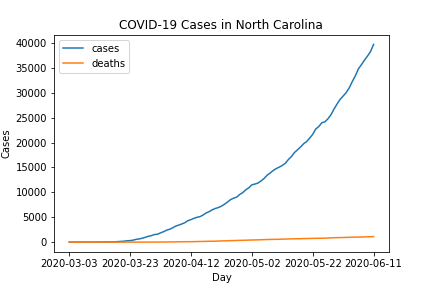 COVID-19 Cases in North Carolina
cases
deaths
40000
35000
30000
25000
20000
15000
10000
5000
0
Cases
2020-03-03 2020-03-23 2020-04-12 2020-05-02 2020-05-22 2020-06-11
Day